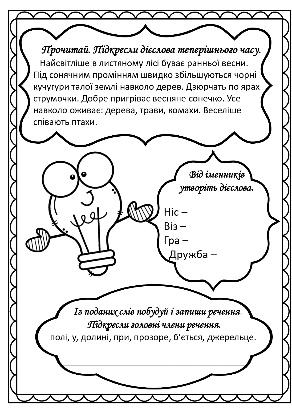 Прочитай. Підкресли дієслова теперішнього часу.
Найсвітліше в листяному лісі буває ранньої весни.
Під сонячним промінням швидко збільшуються чорні
кучугури талої землі навколо дерев. Дзюрчать по ярах
струмочки. Добре пригріває весняне сонечко. Усе
навколо оживає: дерева, трави, комахи. Веселіше
співають птахи.
Від іменників
утворіть дієслова.
Ніс –
Віз –
Гра –
Дружба –
Із поданих слів побудуй і запиши речення
Підкресли головні члени речення.
полі, у, долині, при, прозоре, б'ється, джерельце.